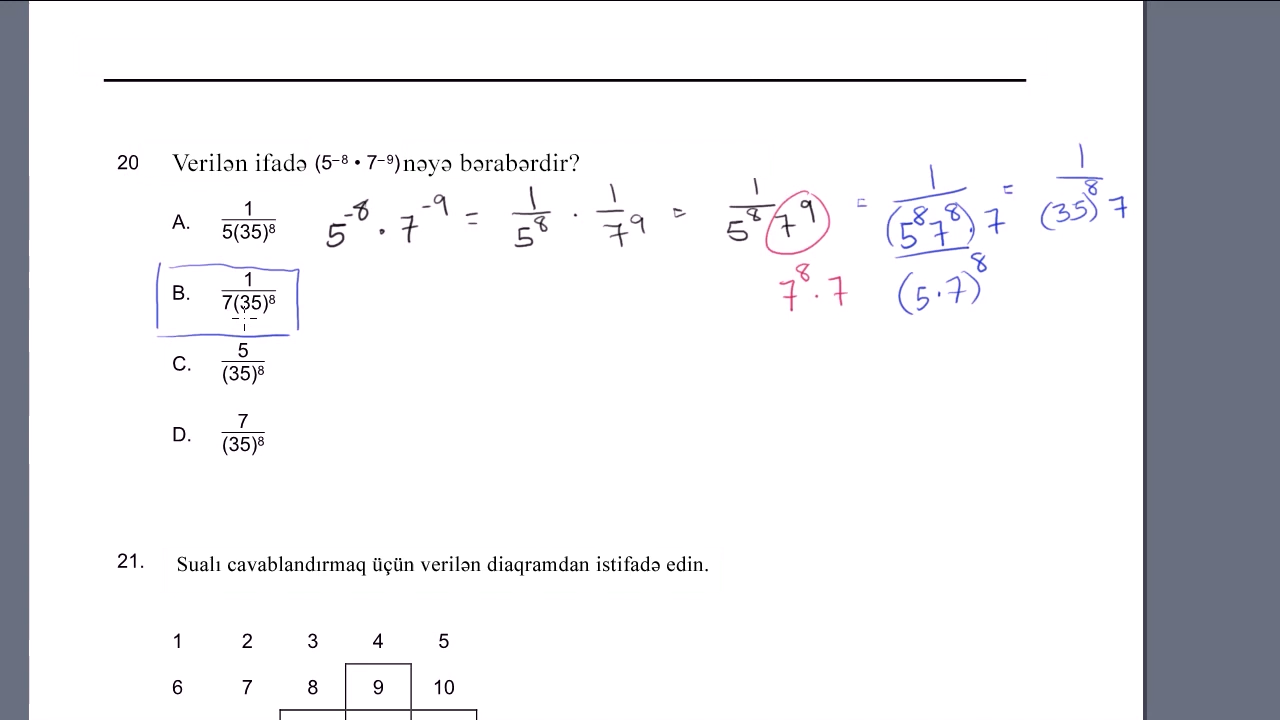 20 Verilən ifadə (5⁻⁸ • 7⁻⁹) nəyə bərabərdir?
A. 1/5(35)⁸
5⁻⁸ · 7⁻⁹ = 1/5⁸ · 1/7⁹ = 1/5⁸7⁹ = 1/(5⁸7⁸)·7 = 1/(35)⁸7
B. 1/7(35)⁸
7⁸·7 (5·7)⁸
C. 5/(35)⁸
D. 7/(35)⁸
21. Sualı cavablandırmaq üçün verilən diaqramdan istifadə edin.
1 2 3 4 5
6 7 8 9 10